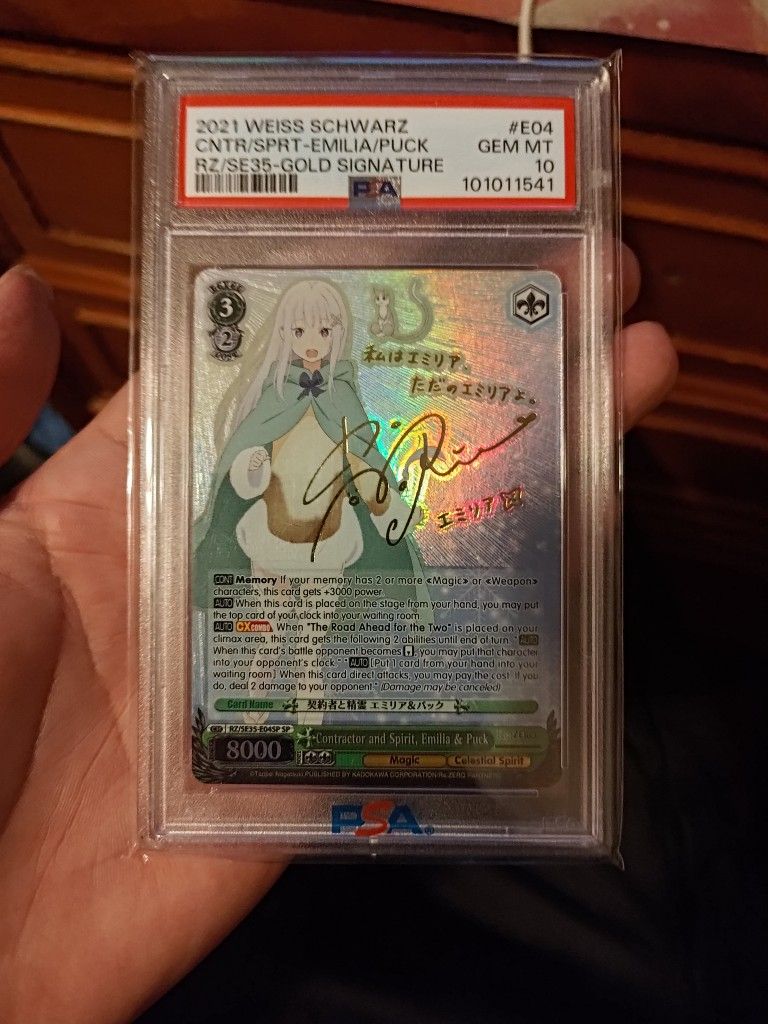 2021 WEISS SCHWARZ #E04
CNTR/SPRT-EMILIA/PUCK GEM MT
RZ/SE35-GOLD SIGNATURE 10
PSA 101011541
3
2
私はエミリア。
ただのエミリアよ。
エミリア
CONT Memory If your memory has 2 or more «Magic» or «Weapon»
characters, this card gets +3000 power.
AUTO When this card is placed on the stage from your hand, you may put
the top card of your clock into your waiting room.
AUTO CXCOMBO When "The Road Ahead for the Two" is placed on your
climax area, this card gets the following 2 abilities until end of turn. "AUTO
When this card's battle opponent becomes , you may put that character
into your opponent's clock." "AUTO [Put 1 card from your hand into your
waiting room] When this card direct attacks, you may pay the cost. If you
do, deal 2 damage to your opponent." (Damage may be canceled)
Card Name 契約者と精霊 エミリア&パック
RZ/SE35-E04SP SP
Contractor and Spirit, Emilia & Puck
8000
Magic Celestial Spirit
©Tappei Nagatsuki,PUBLISHED BY KADOKAWA CORPORATION/Re:ZERO PARTNERS
PSA